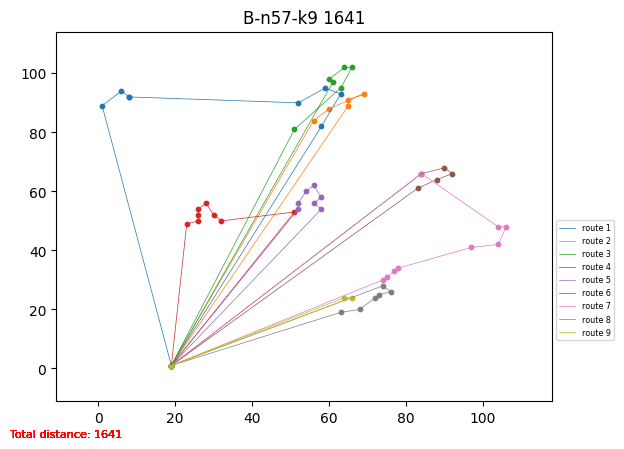 B-n57-k9 1641
100
80
60
40
20
0
0 20 40 60 80 100
route 1
route 2
route 3
route 4
route 5
route 6
route 7
route 8
route 9
Total distance: 1641